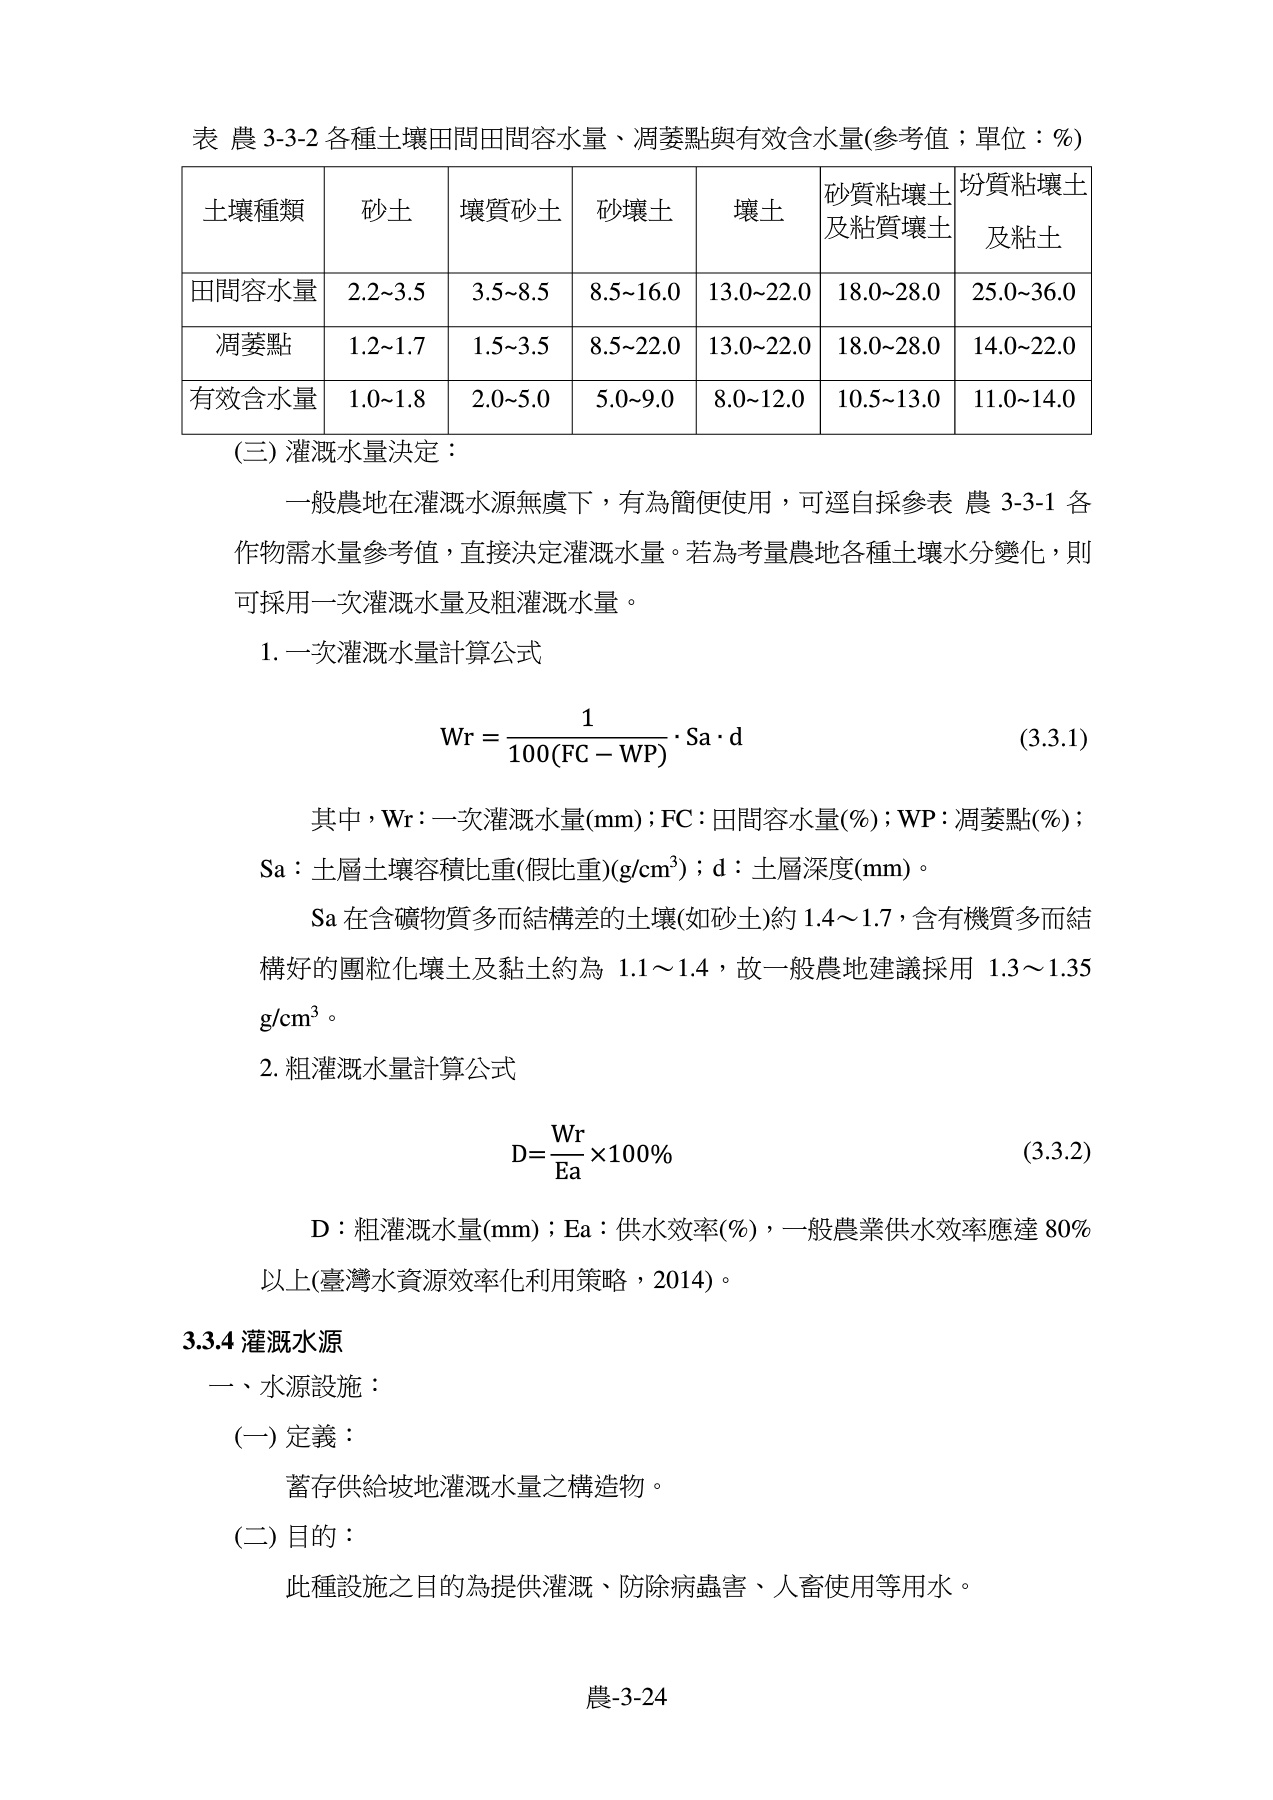 表 農 3-3-2 各種土壤田間田間容水量、凋萎點與有效含水量(參考值；單位：%)
土壤種類 砂土 壤質砂土 砂壤土 壤土 砂質粘壤土及粘質壤土 坋質粘壤土及粘土
田間容水量 2.2~3.5 3.5~8.5 8.5~16.0 13.0~22.0 18.0~28.0 25.0~36.0
凋萎點 1.2~1.7 1.5~3.5 8.5~22.0 13.0~22.0 18.0~28.0 14.0~22.0
有效含水量 1.0~1.8 2.0~5.0 5.0~9.0 8.0~12.0 10.5~13.0 11.0~14.0
(三) 灌溉水量決定：
一般農地在灌溉水源無虞下，有為簡便使用，可逕自採參表 農 3-3-1 各
作物需水量參考值，直接決定灌溉水量。若為考量農地各種土壤水分變化，則
可採用一次灌溉水量及粗灌溉水量。
1. 一次灌溉水量計算公式
Wr = 1 / 100(FC − WP) · Sa · d (3.3.1)
其中，Wr：一次灌溉水量(mm)；FC：田間容水量(%)；WP：凋萎點(%)；
Sa：土層土壤容積比重(假比重)(g/cm³)；d：土層深度(mm)。
Sa 在含礦物質多而結構差的土壤(如砂土)約 1.4～1.7，含有機質多而結
構好的團粒化壤土及黏土約為 1.1～1.4，故一般農地建議採用 1.3～1.35
g/cm³。
2. 粗灌溉水量計算公式
D= Wr / Ea ×100% (3.3.2)
D：粗灌溉水量(mm)；Ea：供水效率(%)，一般農業供水效率應達 80%
以上(臺灣水資源效率化利用策略，2014)。
3.3.4 灌溉水源
一、水源設施：
(一) 定義：
蓄存供給坡地灌溉水量之構造物。
(二) 目的：
此種設施之目的為提供灌溉、防除病蟲害、人畜使用等用水。
農-3-24